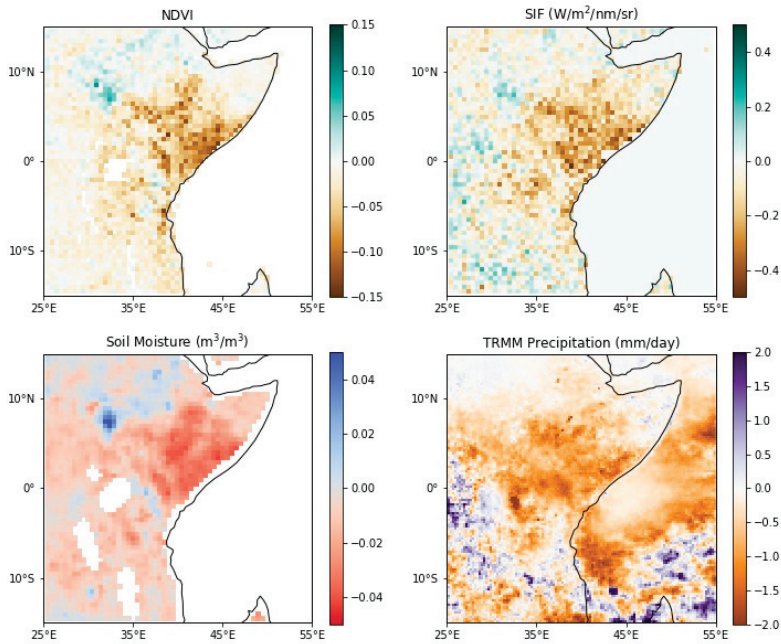 NDVI
10°N
0°
10°S
25°E
35°E
45°E
55°E
0.15
0.10
0.05
0.00
−0.05
−0.10
−0.15
SIF (W/m²/nm/sr)
10°N
0°
10°S
25°E
35°E
45°E
55°E
0.4
0.2
0.0
−0.2
−0.4
Soil Moisture (m³/m³)
10°N
0°
10°S
25°E
35°E
45°E
55°E
0.04
0.02
0.00
−0.02
−0.04
TRMM Precipitation (mm/day)
10°N
0°
10°S
25°E
35°E
45°E
55°E
2.0
1.5
1.0
0.5
0.0
−0.5
−1.0
−1.5
−2.0